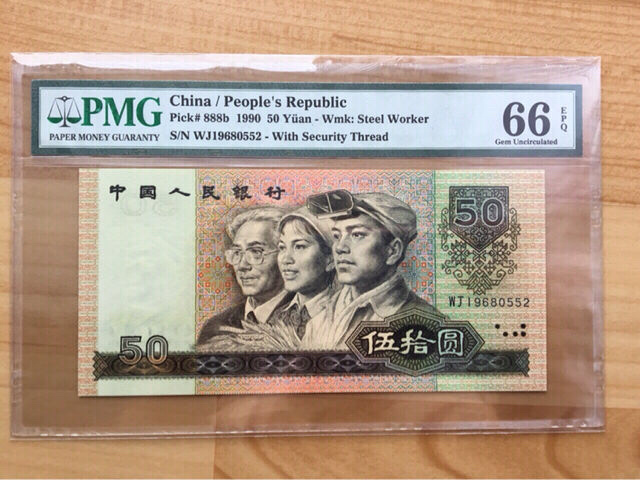 PMG
PAPER MONEY GUARANTY
China / People's Republic
Pick# 888b 1990 50 Yüan - Wmk: Steel Worker
S/N WJ19680552 - With Security Thread
66 EPQ
Gem Uncirculated
中国人民银行
50
WJ19680552
50
伍拾圆